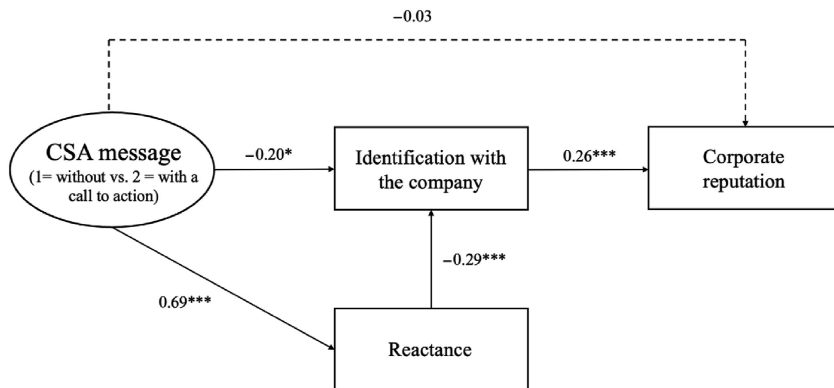 −0.03
CSA message
(1= without vs. 2 = with a
call to action)
−0.20*
Identification with
the company
0.26***
Corporate
reputation
−0.29***
0.69***
Reactance